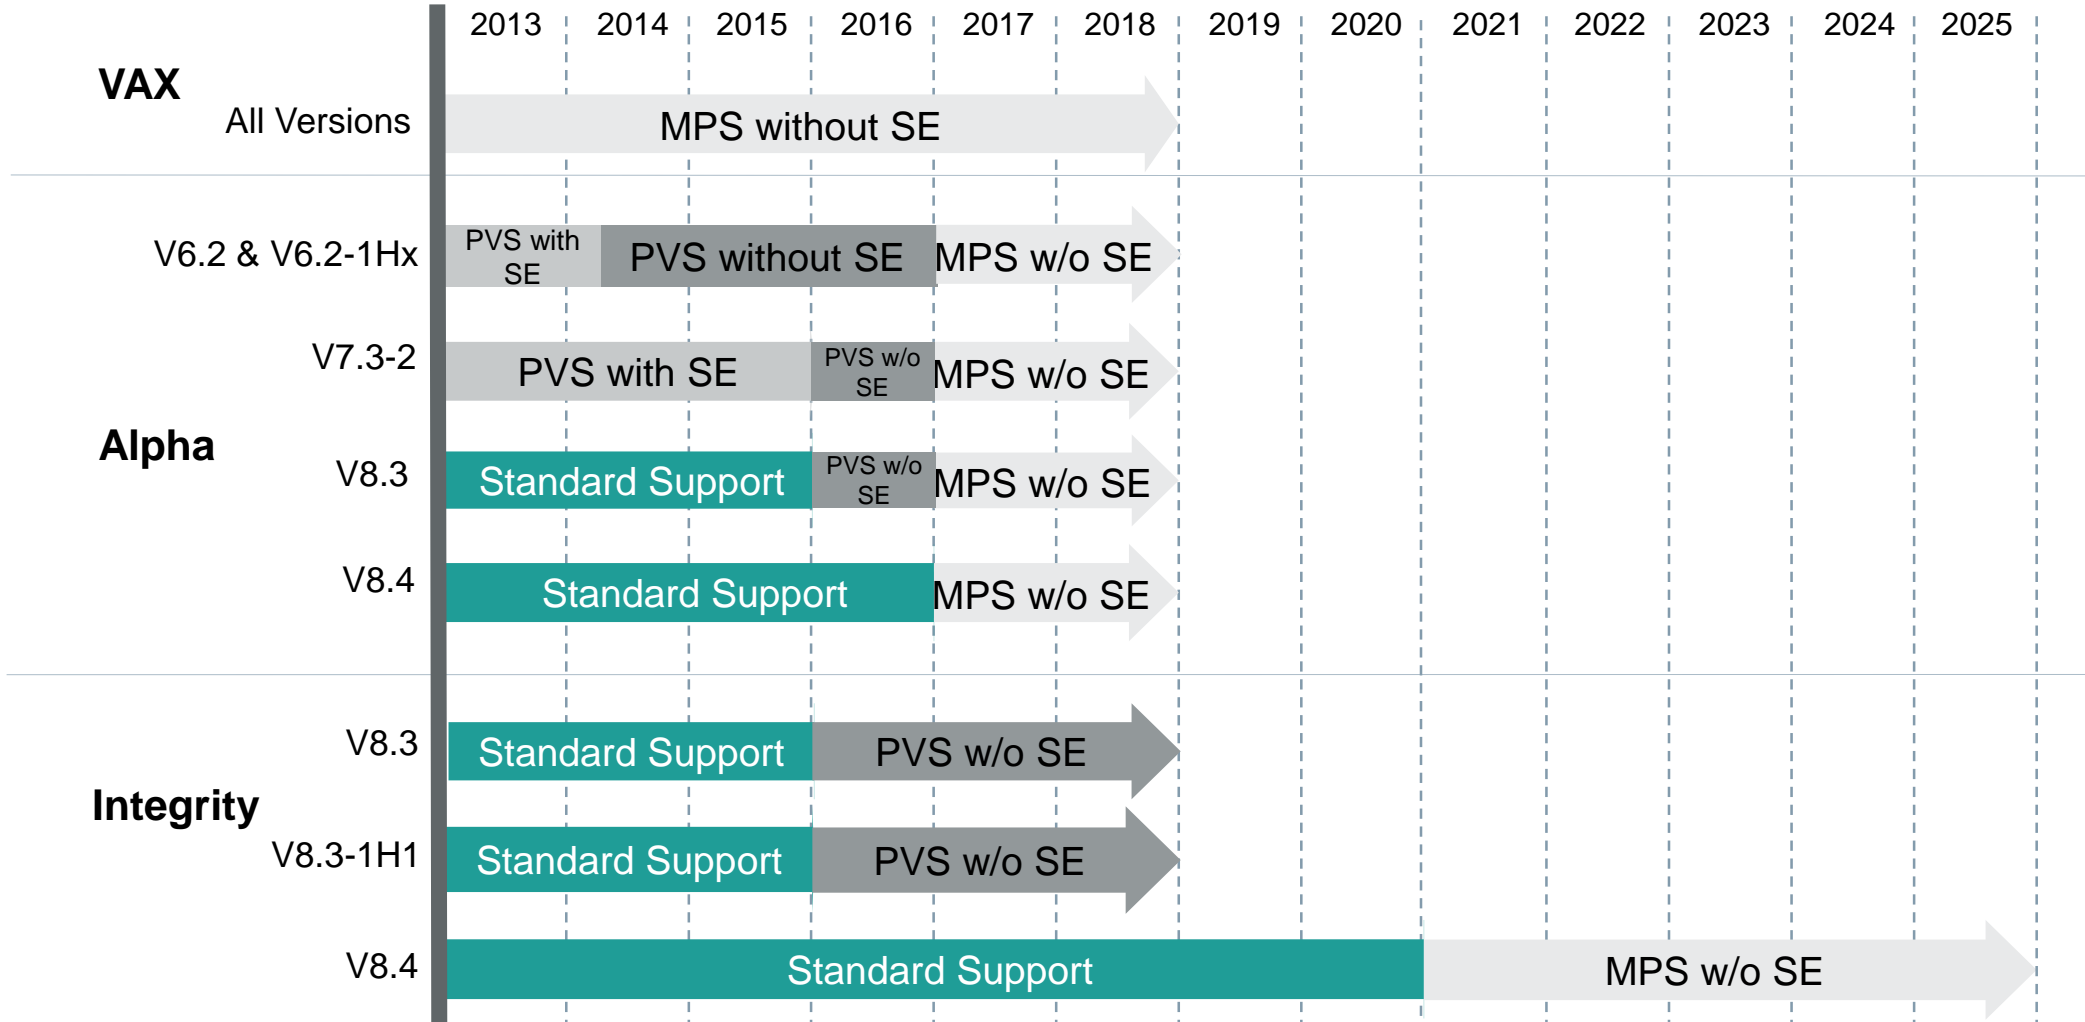 2013 2014 2015 2016 2017 2018 2019 2020 2021 2022 2023 2024 2025
VAX
All Versions
MPS without SE
V6.2 & V6.2-1Hx
PVS with
SE
PVS without SE
MPS w/o SE
V7.3-2
PVS with SE
PVS w/o
SE
MPS w/o SE
Alpha
V8.3
Standard Support
PVS w/o
SE
MPS w/o SE
V8.4
Standard Support
MPS w/o SE
V8.3
Standard Support
PVS w/o SE
Integrity
V8.3-1H1
Standard Support
PVS w/o SE
V8.4
Standard Support
MPS w/o SE